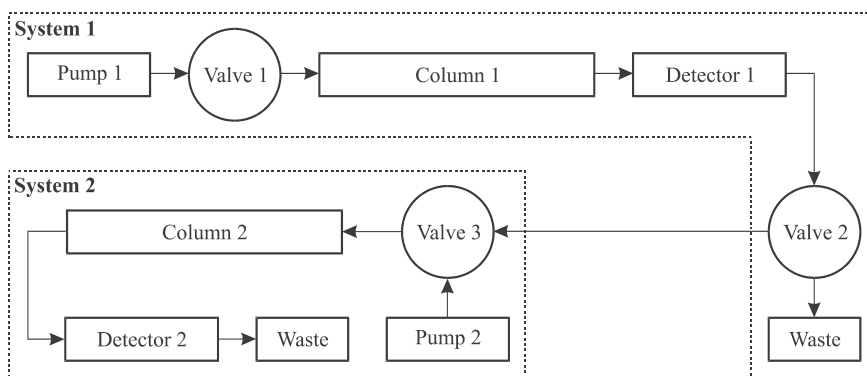 System 1
Pump 1
Valve 1
Column 1
Detector 1
System 2
Column 2
Valve 3
Valve 2
Detector 2
Waste
Pump 2
Waste